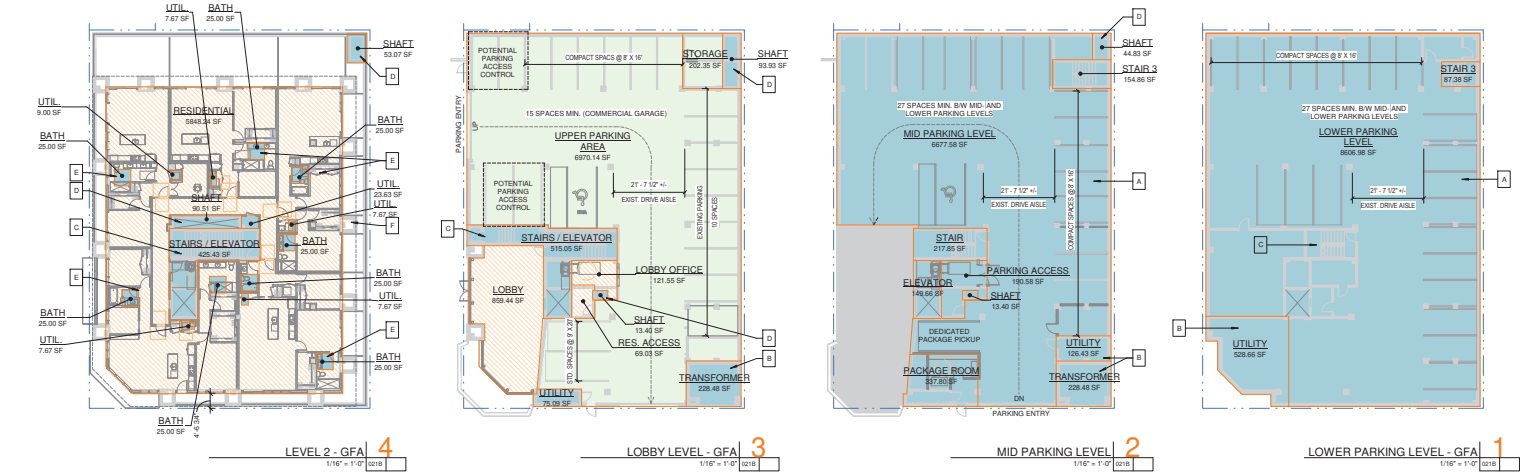 UTIL.
7.67 SF
BATH
25.00 SF
SHAFT
53.07 SF
D
UTIL.
9.00 SF
RESIDENTIAL
5848.24 SF
BATH
25.00 SF
BATH
25.00 SF
E
E
D
SHAFT
90.51 SF
UTIL.
23.63 SF
UTIL.
7.67 SF
C
F
STAIRS / ELEVATOR
425.43 SF
BATH
25.00 SF
E
BATH
25.00 SF
BATH
25.00 SF
UTIL.
7.67 SF
UTIL.
7.67 SF
E
BATH
25.00 SF
BATH
25.00 SF
4'-6 3/4"
LEVEL 2 - GFA
4
1/16" = 1'-0"
021B
POTENTIAL
PARKING
ACCESS
CONTROL
COMPACT SPACS @ 8' X 16'
STORAGE
202.35 SF
SHAFT
93.93 SF
D
PARKING ENTRY
UP
15 SPACES MIN. (COMMERCIAL GARAGE)
UPPER PARKING
AREA
6970.14 SF
POTENTIAL
PARKING
ACCESS
CONTROL
21' - 7 1/2" +/-
EXIST. DRIVE AISLE
EXISTING PARKING
10 SPACES
C
STAIRS / ELEVATOR
515.05 SF
LOBBY OFFICE
121.55 SF
LOBBY
859.44 SF
SHAFT
13.40 SF
RES. ACCESS
69.03 SF
STD. SPACES @ 9' X 20'
D
B
TRANSFORMER
228.48 SF
UTILITY
75.09 SF
LOBBY LEVEL - GFA
3
1/16" = 1'-0"
021B
D
SHAFT
44.83 SF
STAIR 3
154.86 SF
27 SPACES MIN. B/W MID- AND
LOWER PARKING LEVELS
MID PARKING LEVEL
6677.58 SF
COMPACT SPACES @ 8' X 16'
A
21' - 7 1/2" +/-
EXIST. DRIVE AISLE
STAIR
217.85 SF
PARKING ACCESS
190.58 SF
ELEVATOR
149.66 SF
SHAFT
13.40 SF
DEDICATED
PACKAGE PICKUP
UTILITY
126.43 SF
B
PACKAGE ROOM
337.80 SF
TRANSFORMER
228.48 SF
DN
PARKING ENTRY
MID PARKING LEVEL
2
1/16" = 1'-0"
021B
COMPACT SPACES @ 8' X 16'
STAIR 3
87.38 SF
27 SPACES MIN. B/W MID- AND
LOWER PARKING LEVELS
LOWER PARKING
LEVEL
8606.98 SF
A
21' - 7 1/2" +/-
EXIST. DRIVE AISLE
C
B
UTILITY
528.66 SF
LOWER PARKING LEVEL - GFA
1
1/16" = 1'-0"
021B